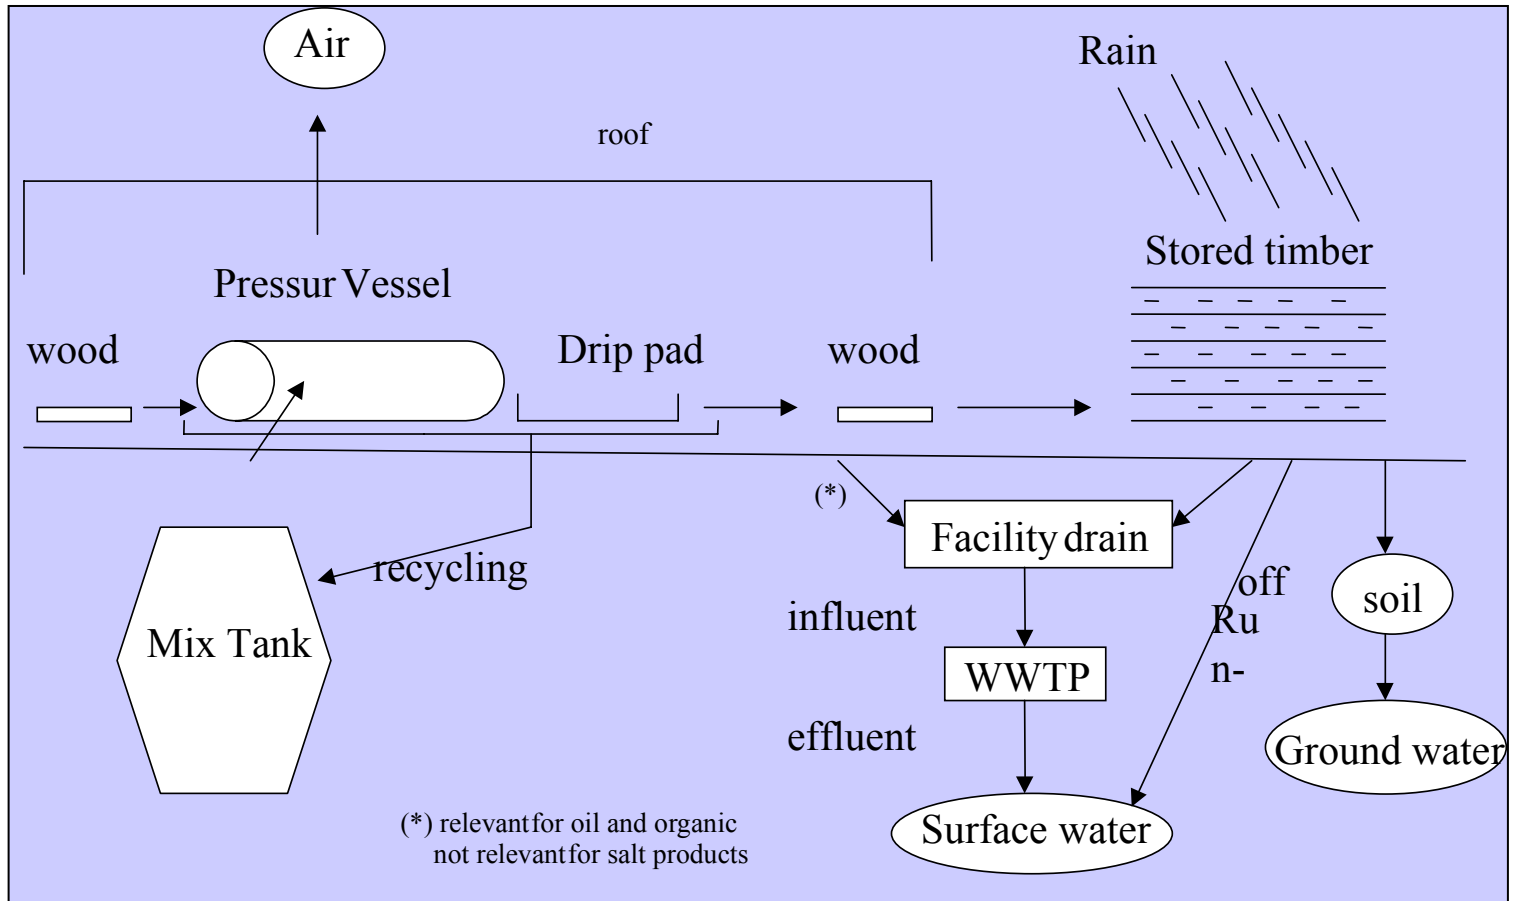 Air
Rain
roof
Stored timber
Pressur Vessel
wood
Drip pad
wood
(*)
Facility drain
recycling
off
Ru
n-
soil
influent
Mix Tank
WWTP
effluent
Ground water
(*) relevant for oil and organic
not relevant for salt products
Surface water